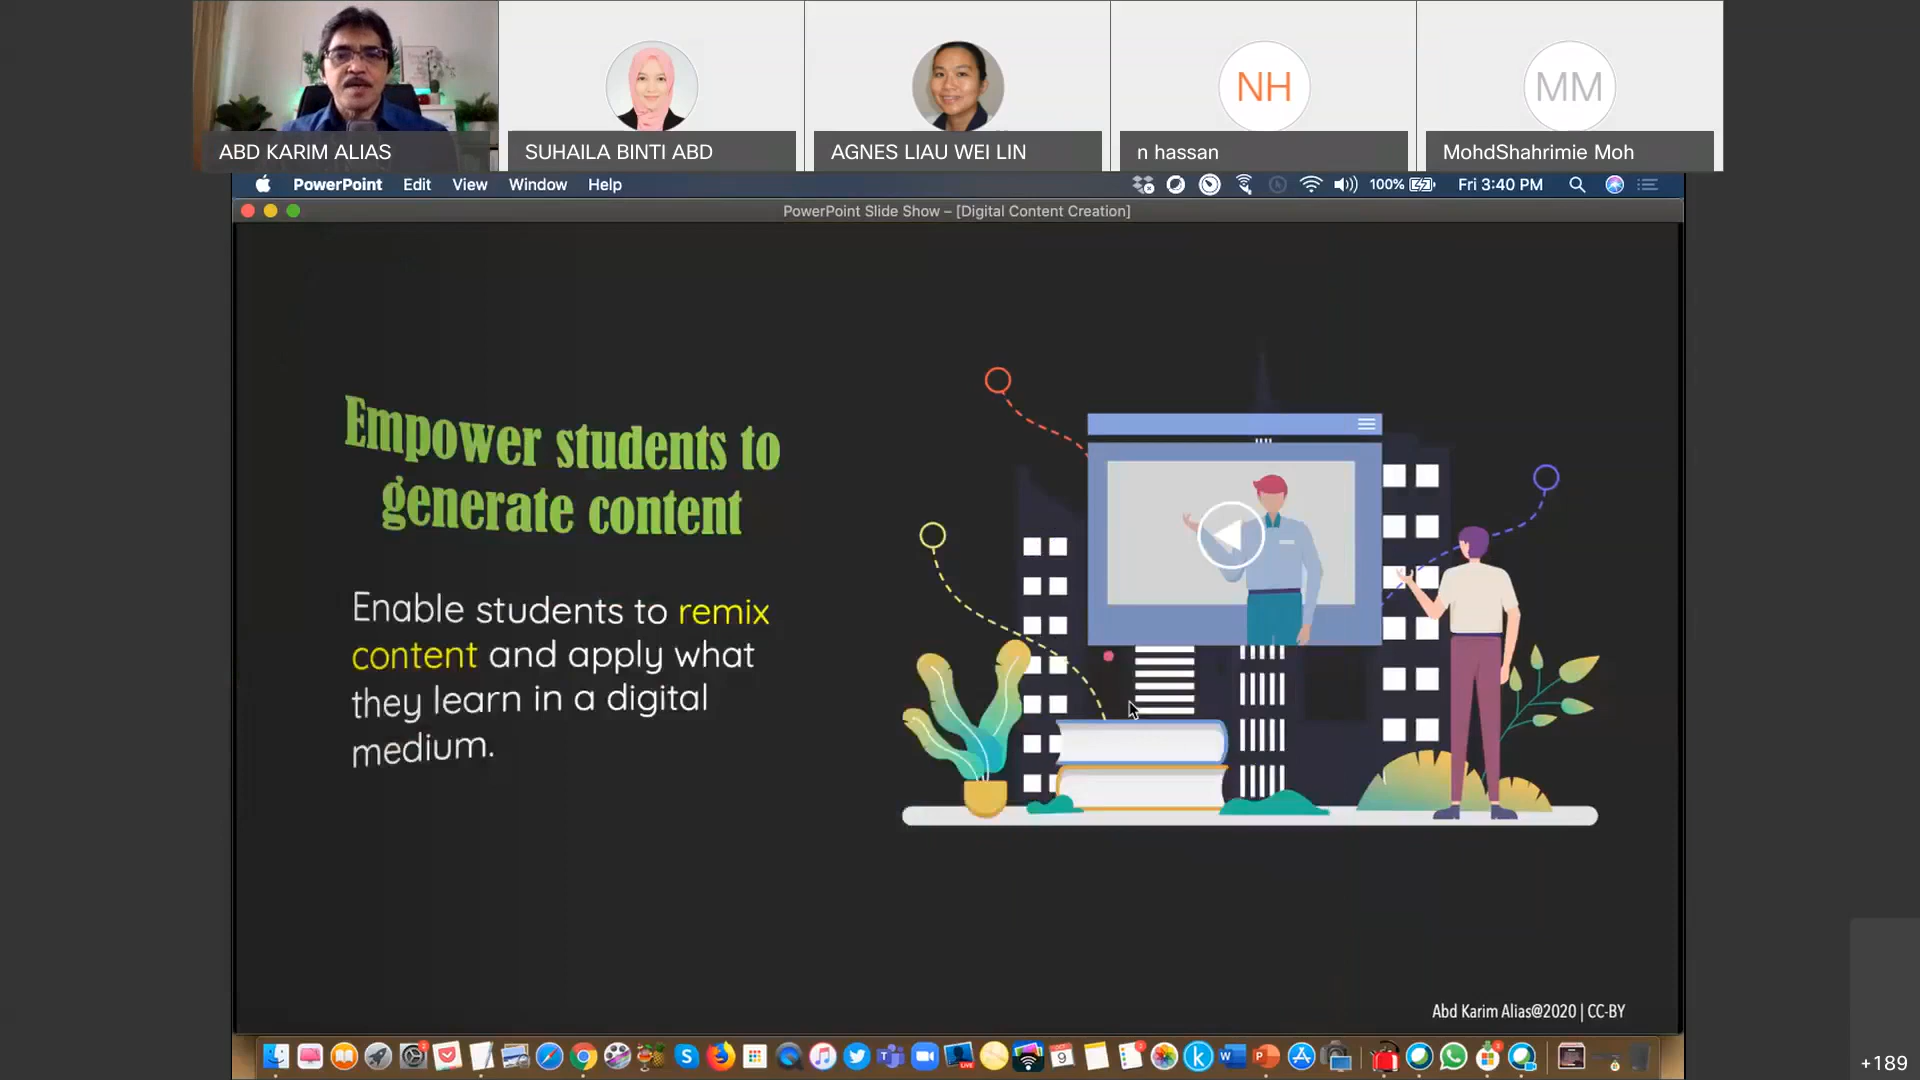 ABD KARIM ALIAS
SUHAILA BINTI ABD
AGNES LIAU WEI LIN
NH
n hassan
MM
MohdShahrimie Moh
PowerPoint Edit View Window Help
100% Fri 3:40 PM
PowerPoint Slide Show – [Digital Content Creation]
Empower students to
generate content
Enable students to remix
content and apply what
they learn in a digital
medium.
Abd Karim Alias@2020 | CC-BY
+189